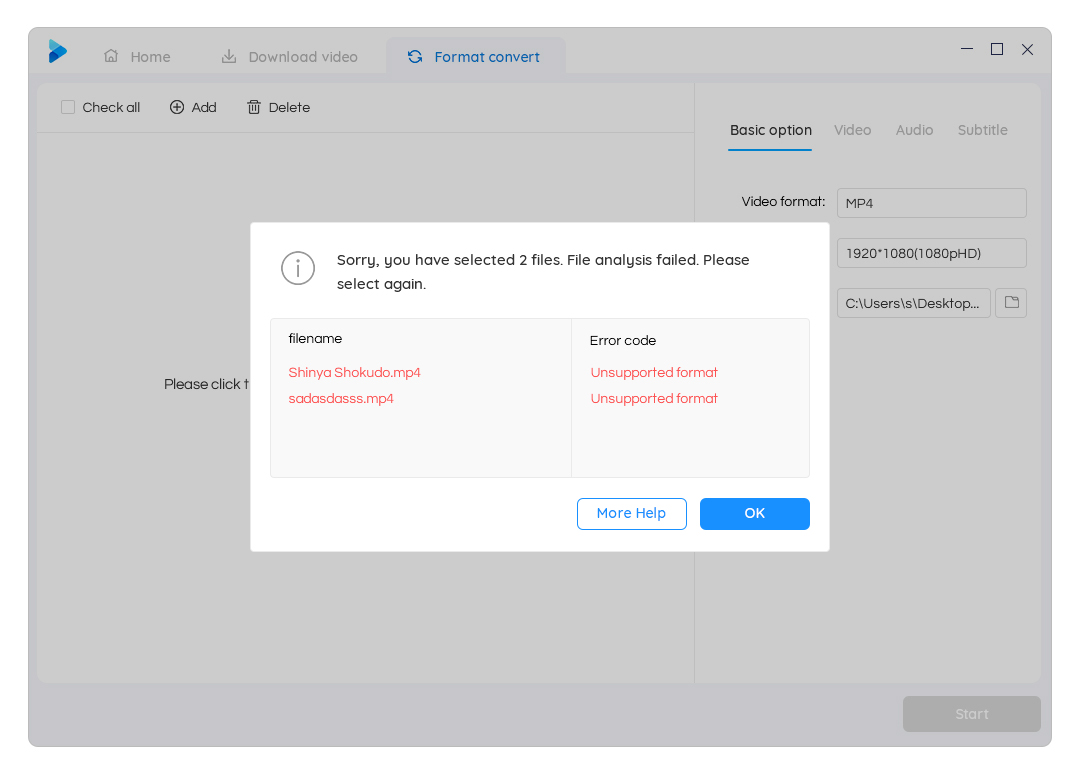 Home
Download video
Format convert
Check all
Add
Delete
Basic option
Video
Audio
Subtitle
Video format:
MP4
1920*1080(1080pHD)
C:\Users\s\Desktop...
Please click
Sorry, you have selected 2 files. File analysis failed. Please
select again.
filename
Error code
Shinya Shokudo.mp4
Unsupported format
sadasdasss.mp4
Unsupported format
More Help
OK
Start